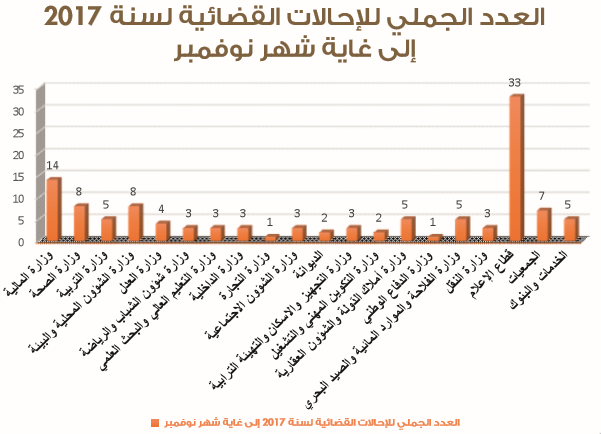 العدد الجملي للإحالات القضائية لسنة 2017
إلى غاية شهر نوفمبر
35
30
25
20
15
10
5
0
14
8
5
8
4
3
3
3
1
3
2
3
2
5
1
5
3
33
7
5
وزارة المالية
وزارة الصحة
وزارة التربية
وزارة الشؤون المحلية والبيئة
وزارة العدل
وزارة شؤون الشباب والرياضة
وزارة التعليم العالي والبحث العلمي
وزارة الداخلية
وزارة التجارة
وزارة الشؤون الاجتماعية
الديوانة
وزارة التجهيز والاسكان والتهيئة الترابية
وزارة التكوين المهني والتشغيل
وزارة أملاك الدولة والشؤون العقارية
وزارة الدفاع الوطني
وزارة الفلاحة والموارد المائية والصيد البحري
وزارة النقل
قطاع الإعلام
الجمعيات
الخدمات والبنوك
العدد الجملي للإحالات القضائية لسنة 2017 إلى غاية شهر نوفمبر